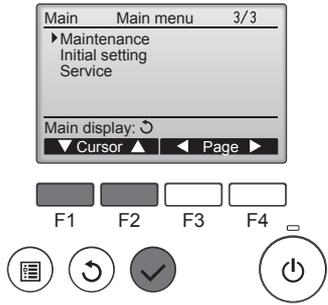 Main Main menu 3/3
Maintenance
Initial setting
Service
Main display:
Cursor Page
F1 F2 F3 F4